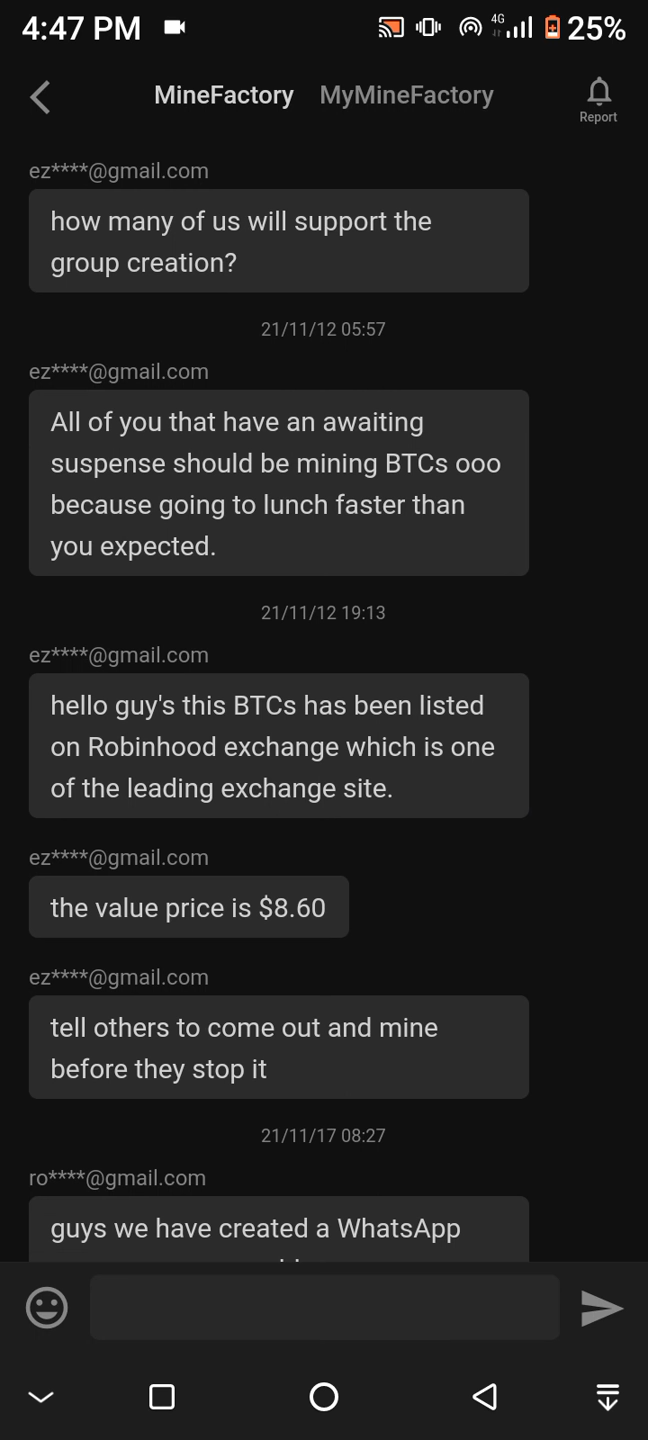 4:47 PM
4G
25%
MineFactory MyMineFactory
Report
ez****@gmail.com
how many of us will support the
group creation?
21/11/12 05:57
ez****@gmail.com
All of you that have an awaiting
suspense should be mining BTCs ooo
because going to lunch faster than
you expected.
21/11/12 19:13
ez****@gmail.com
hello guy's this BTCs has been listed
on Robinhood exchange which is one
of the leading exchange site.
ez****@gmail.com
the value price is $8.60
ez****@gmail.com
tell others to come out and mine
before they stop it
21/11/17 08:27
ro****@gmail.com
guys we have created a WhatsApp